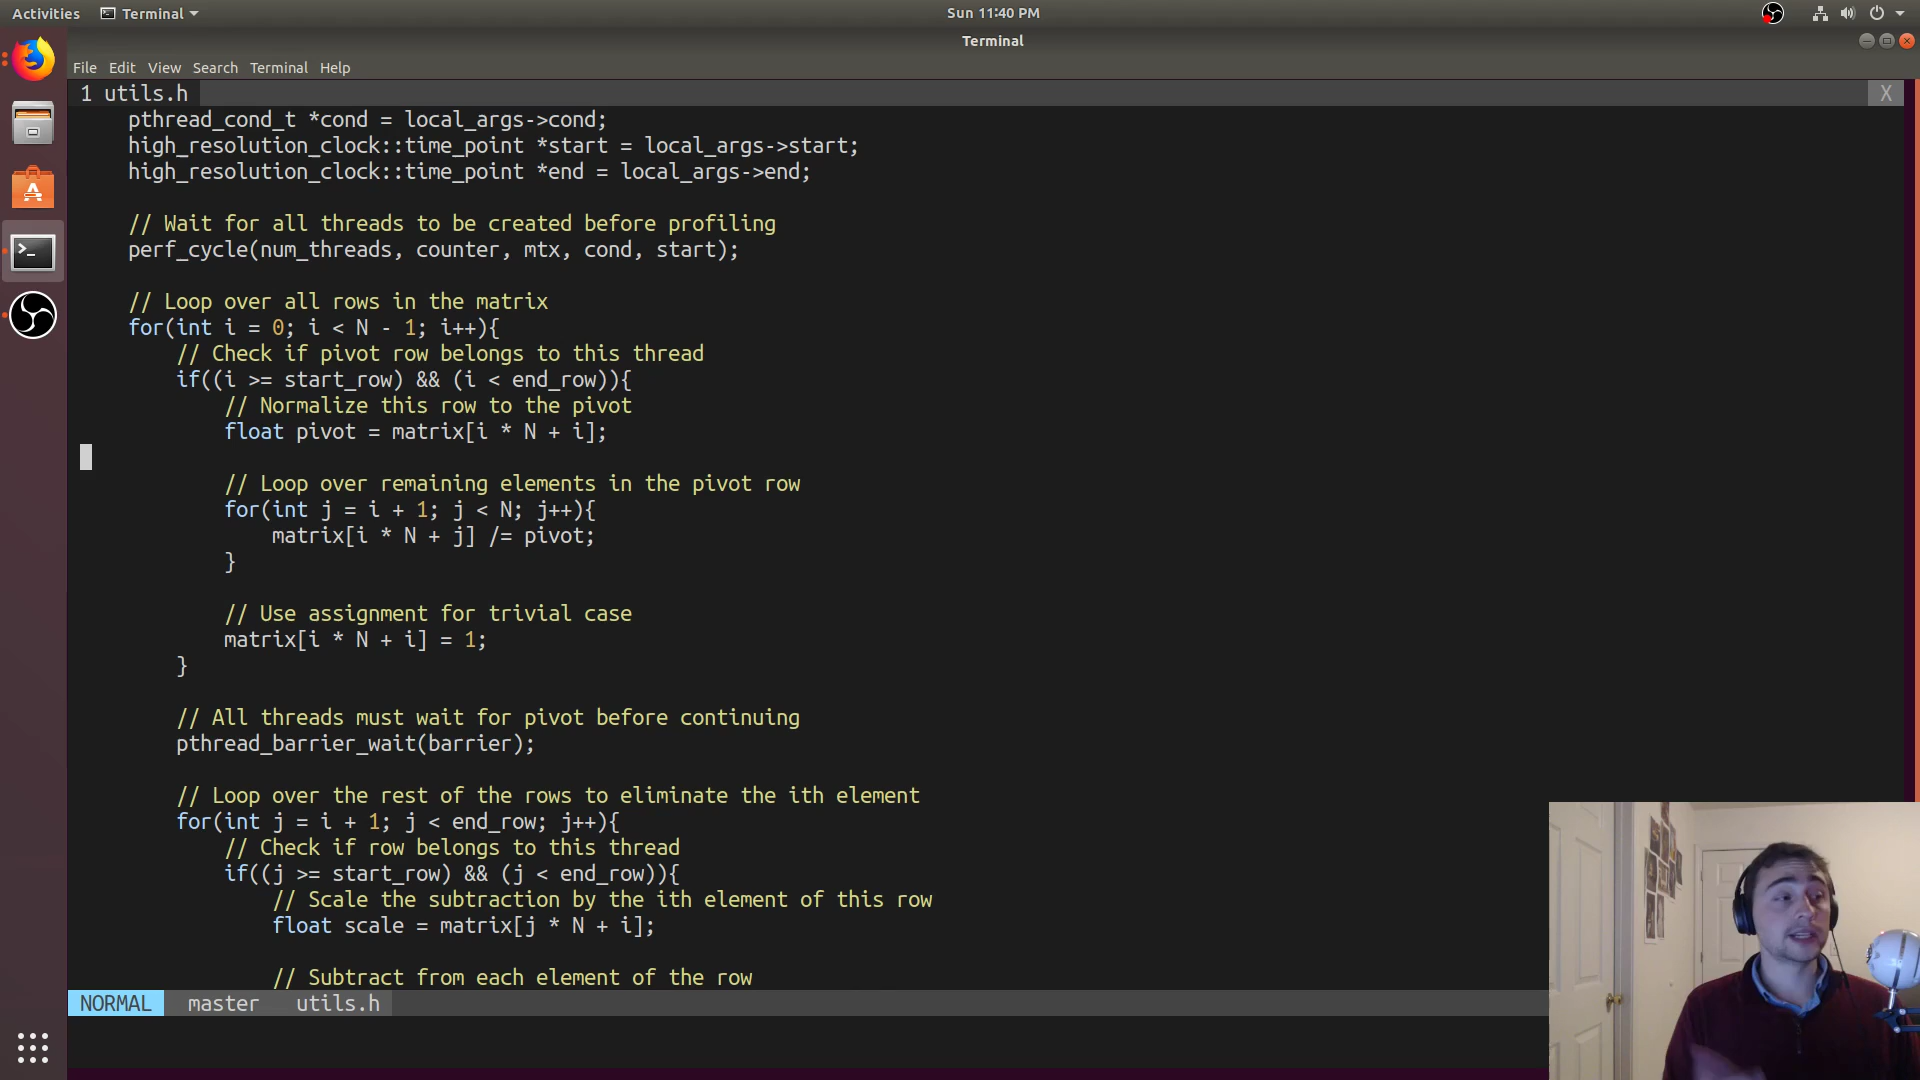 Activities Terminal Sun 11:40 PM
Terminal
File Edit View Search Terminal Help
1 utils.h X
pthread_cond_t *cond = local_args->cond;
high_resolution_clock::time_point *start = local_args->start;
high_resolution_clock::time_point *end = local_args->end;
// Wait for all threads to be created before profiling
perf_cycle(num_threads, counter, mtx, cond, start);
// Loop over all rows in the matrix
for(int i = 0; i < N - 1; i++){
// Check if pivot row belongs to this thread
if((i >= start_row) && (i < end_row)){
// Normalize this row to the pivot
float pivot = matrix[i * N + i];
// Loop over remaining elements in the pivot row
for(int j = i + 1; j < N; j++){
matrix[i * N + j] /= pivot;
}
// Use assignment for trivial case
matrix[i * N + i] = 1;
}
// All threads must wait for pivot before continuing
pthread_barrier_wait(barrier);
// Loop over the rest of the rows to eliminate the ith element
for(int j = i + 1; j < end_row; j++){
// Check if row belongs to this thread
if((j >= start_row) && (j < end_row)){
// Scale the subtraction by the ith element of this row
float scale = matrix[j * N + i];
// Subtract from each element of the row
NORMAL master utils.h